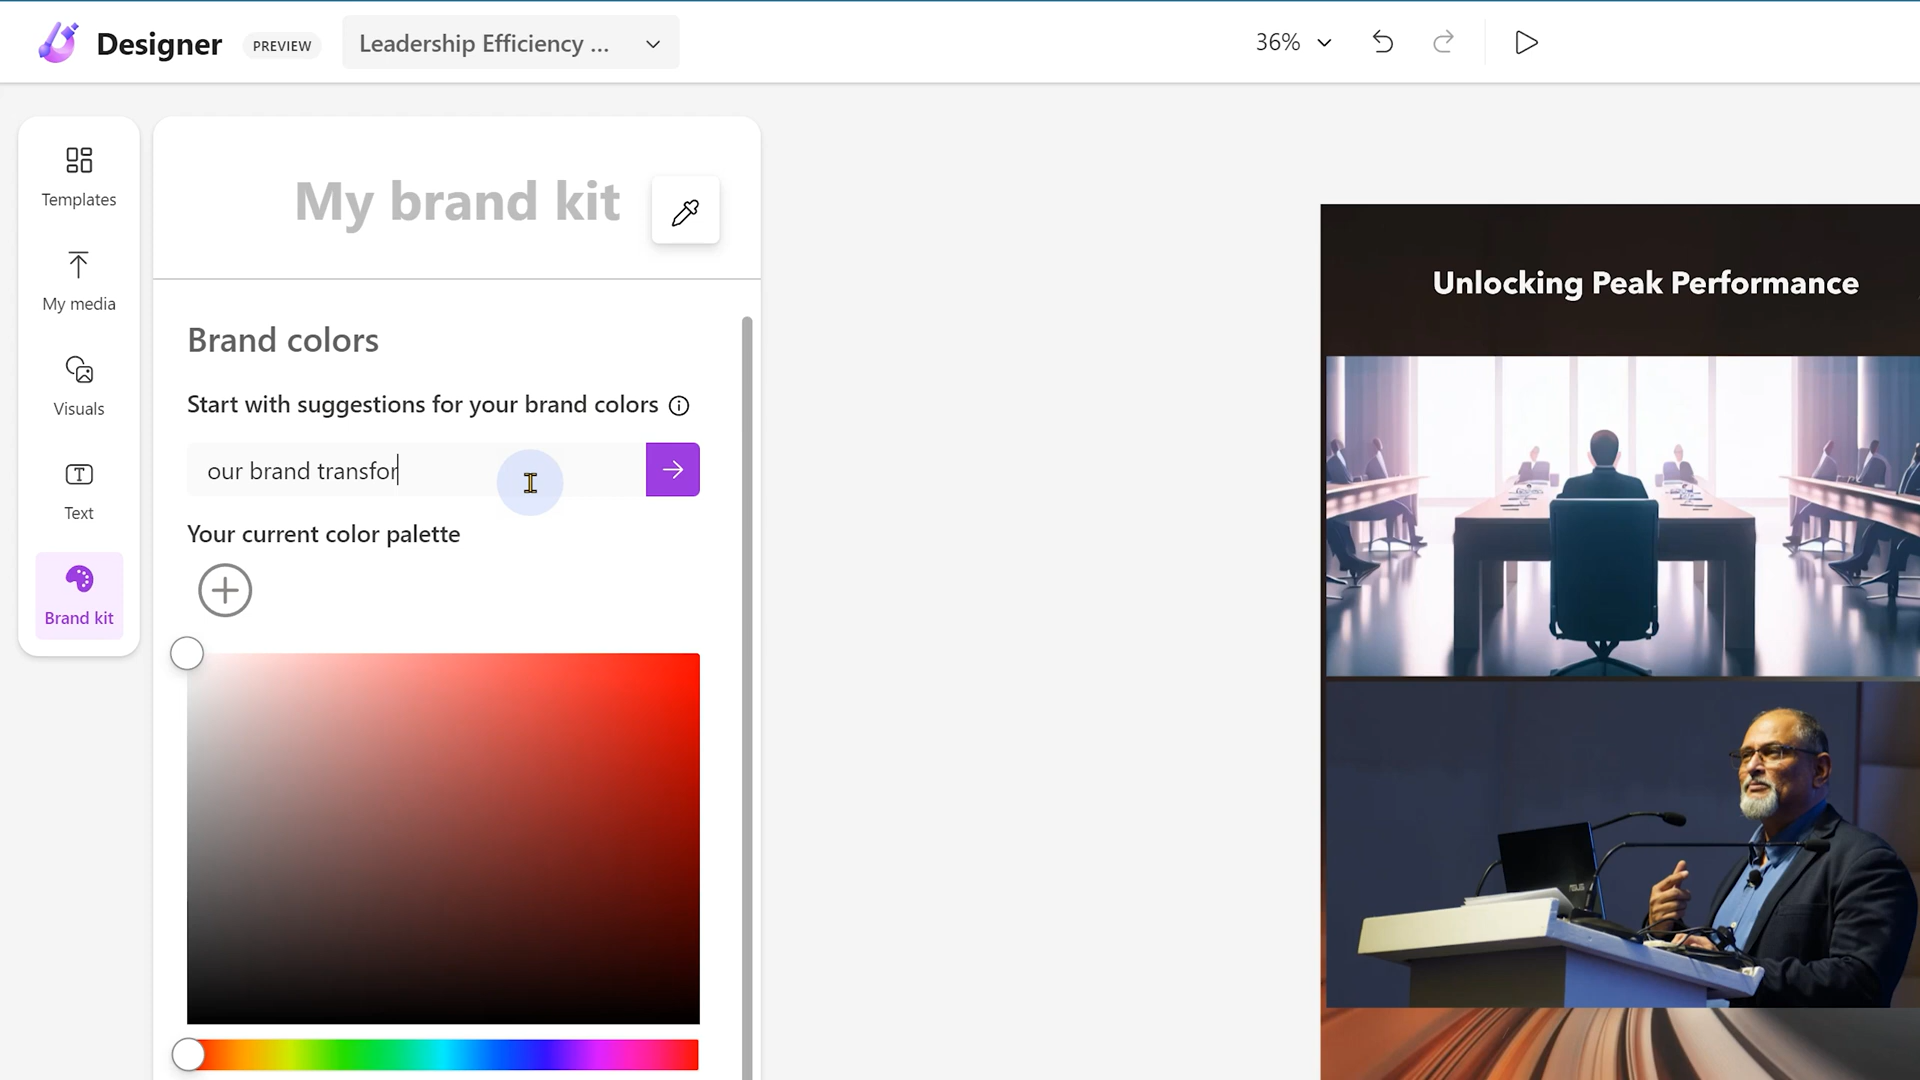 Designer PREVIEW Leadership Efficiency ... 36%
Templates
My media
Visuals
Text
Brand kit
My brand kit
Brand colors
Start with suggestions for your brand colors
our brand transfor
Your current color palette
Unlocking Peak Performance
ASUS